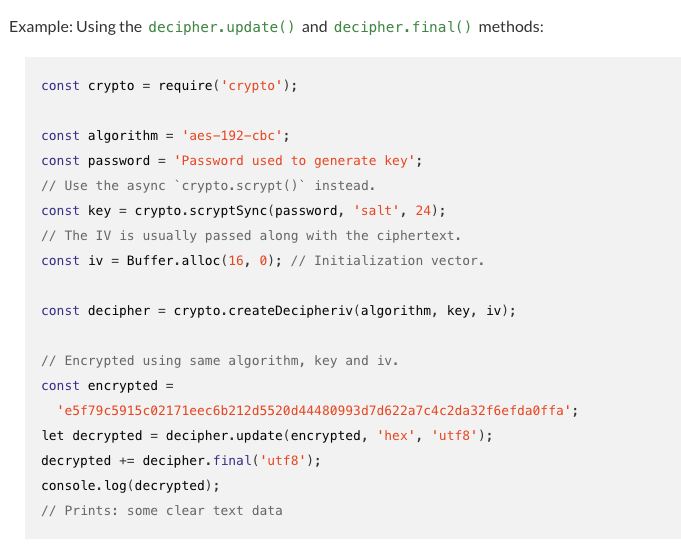 Example: Using the decipher.update() and decipher.final() methods:
const crypto = require('crypto');
const algorithm = 'aes-192-cbc';
const password = 'Password used to generate key';
// Use the async `crypto.scrypt()` instead.
const key = crypto.scryptSync(password, 'salt', 24);
// The IV is usually passed along with the ciphertext.
const iv = Buffer.alloc(16, 0); // Initialization vector.
const decipher = crypto.createDecipheriv(algorithm, key, iv);
// Encrypted using same algorithm, key and iv.
const encrypted =
'e5f79c5915c02171eec6b212d5520d44480993d7d622a7c4c2da32f6efda0ffa';
let decrypted = decipher.update(encrypted, 'hex', 'utf8');
decrypted += decipher.final('utf8');
console.log(decrypted);
// Prints: some clear text data